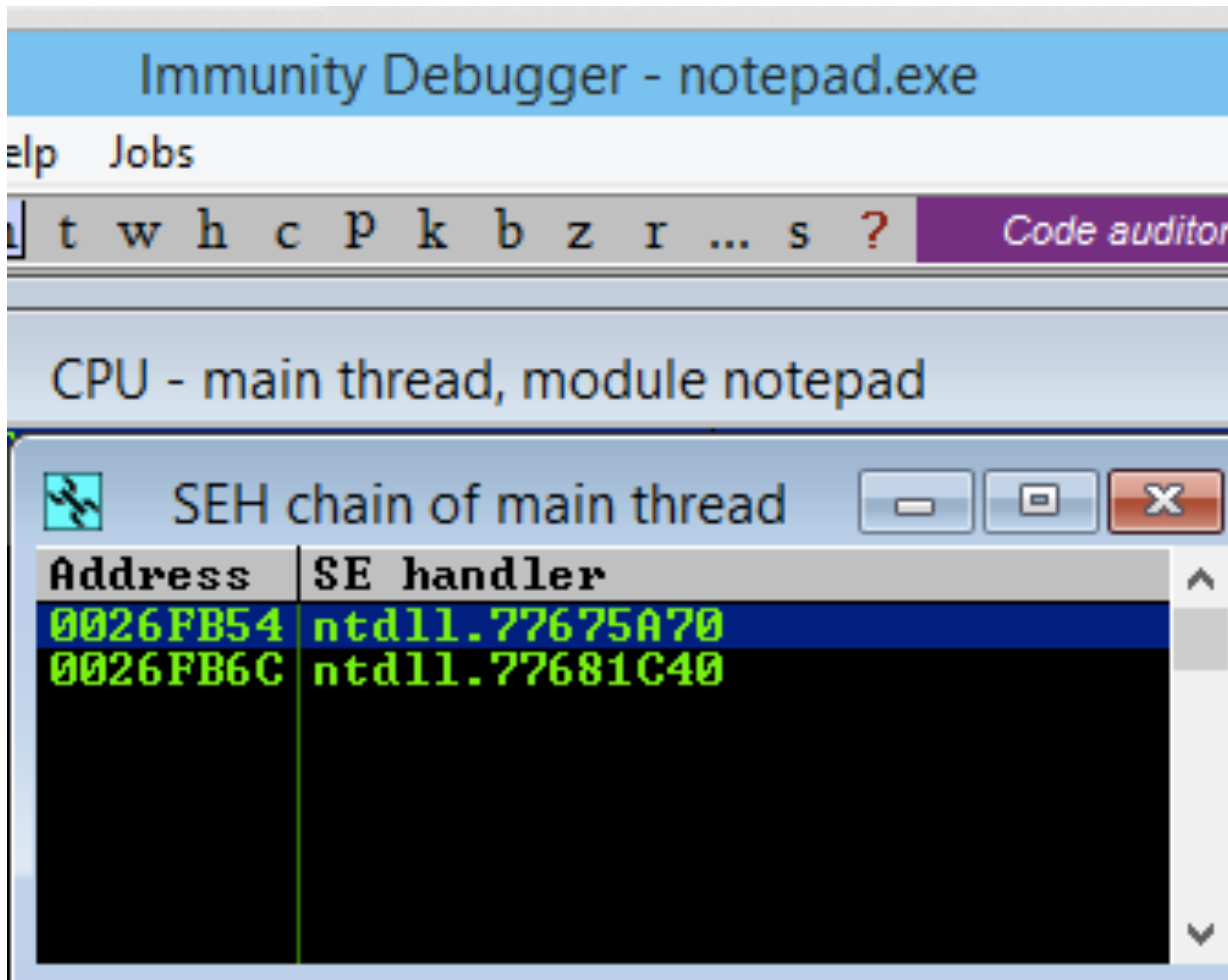 Immunity Debugger - notepad.exe
elp Jobs
t w h c P k b z r ... s ? Code auditor
CPU - main thread, module notepad
SEH chain of main thread
Address SE handler
0026FB54 ntdll.77675A70
0026FB6C ntdll.77681C40